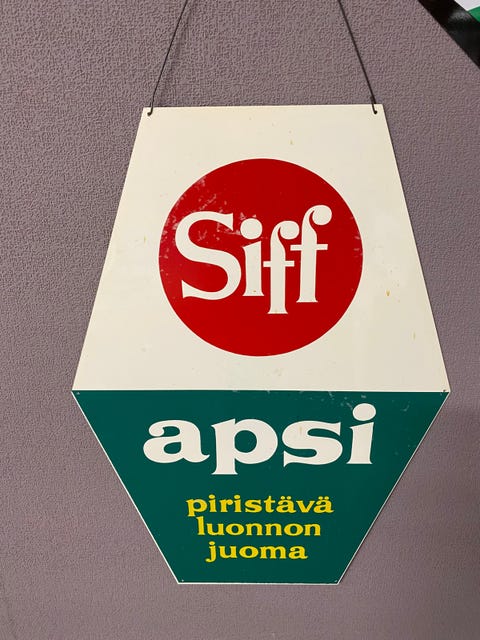 Siff
apsi
piristävä
luonnon
juoma